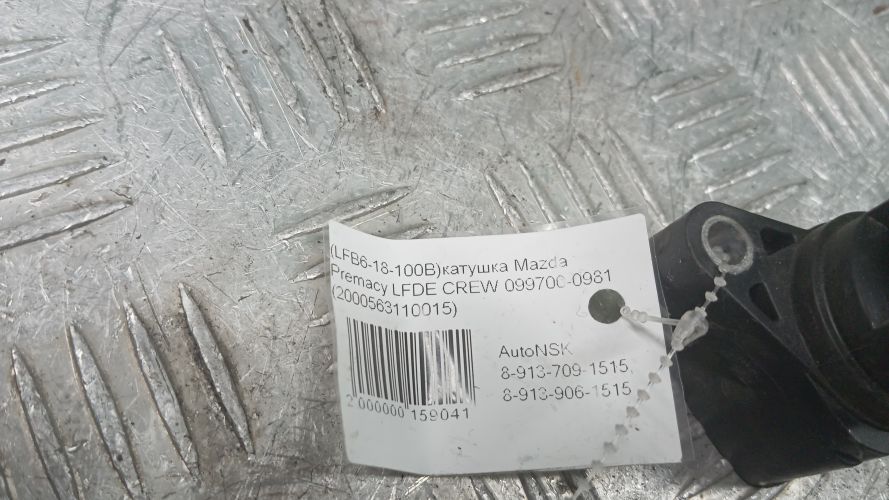 (LFB6-18-100B)катушка Mazda
Premacy LFDE CREW 099700-0981
(2000563110015)
AutoNSK
8-913-709-1515,
8-913-906-1515
2 000000 159041